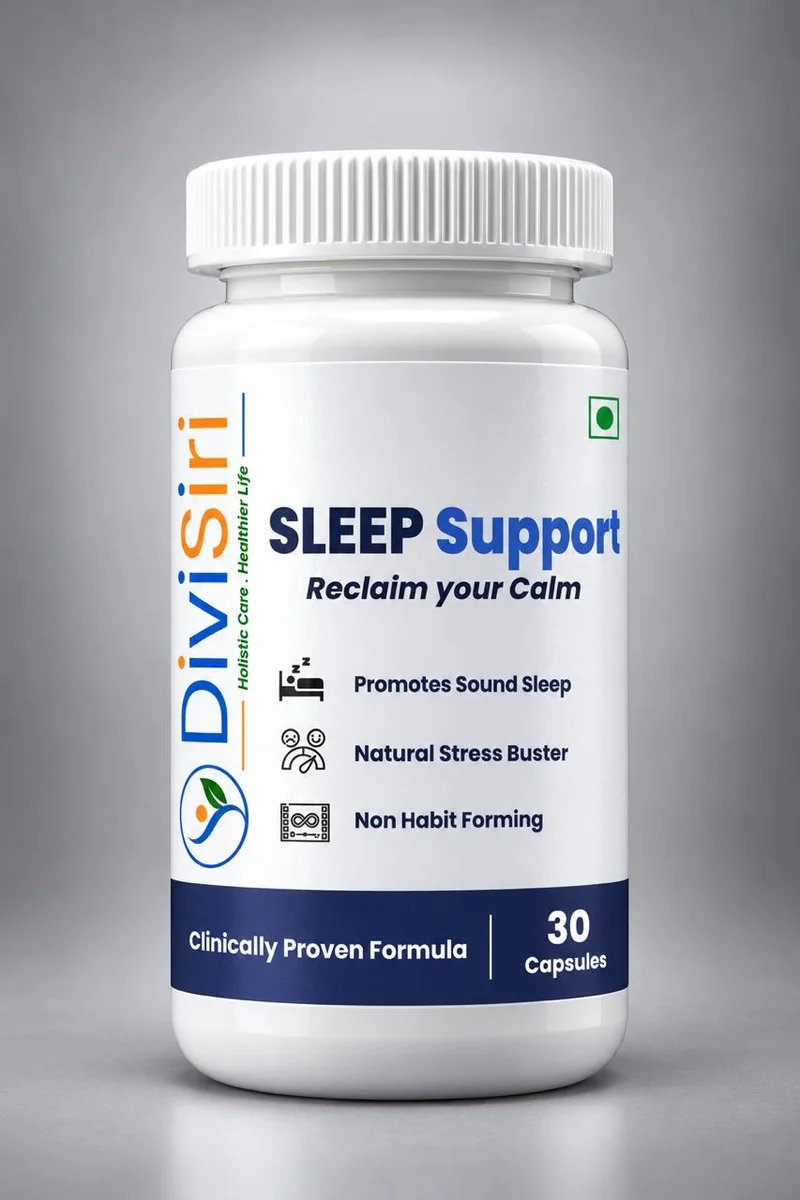 DiviSiri
Holistic Care . Healthier Life
SLEEP Support
Reclaim your Calm
z z
Promotes Sound Sleep
Natural Stress Buster
Non Habit Forming
Clinically Proven Formula
30
Capsules